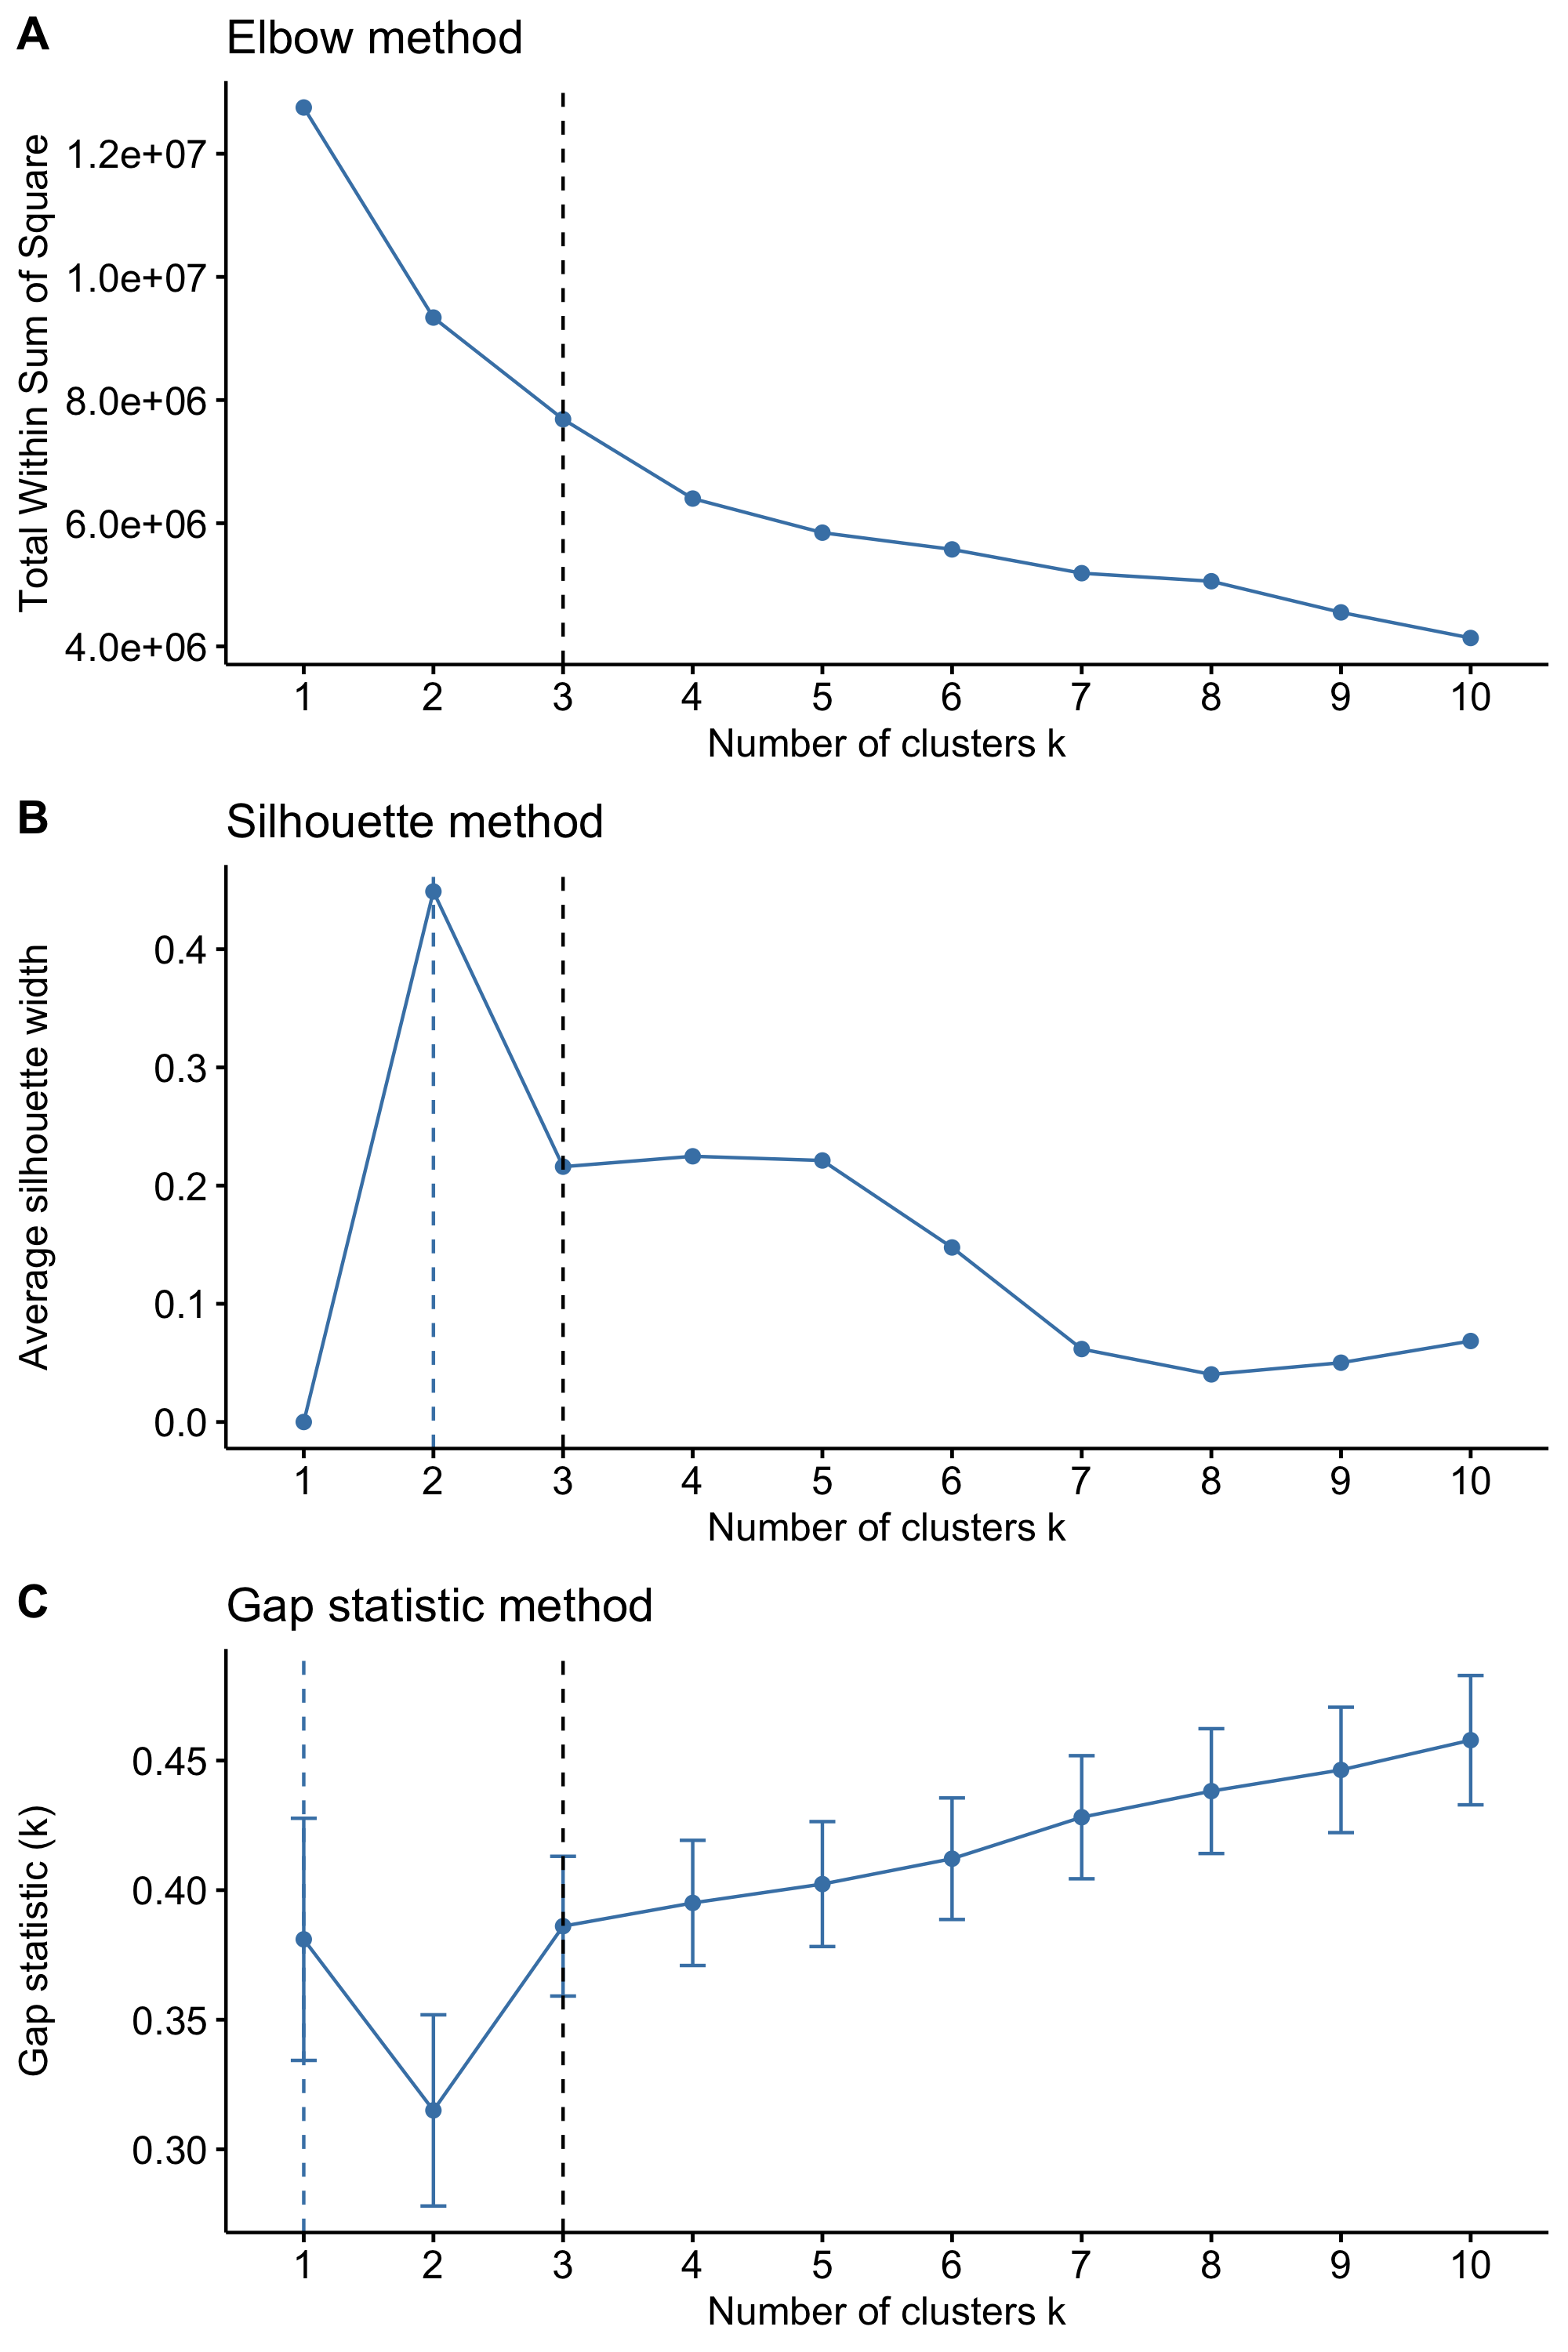 A
Elbow method
Total Within Sum of Square
1.2e+07
1.0e+07
8.0e+06
6.0e+06
4.0e+06
1 2 3 4 5 6 7 8 9 10
Number of clusters k
B
Silhouette method
Average silhouette width
0.4
0.3
0.2
0.1
0.0
1 2 3 4 5 6 7 8 9 10
Number of clusters k
C
Gap statistic method
Gap statistic (k)
0.45
0.40
0.35
0.30
1 2 3 4 5 6 7 8 9 10
Number of clusters k